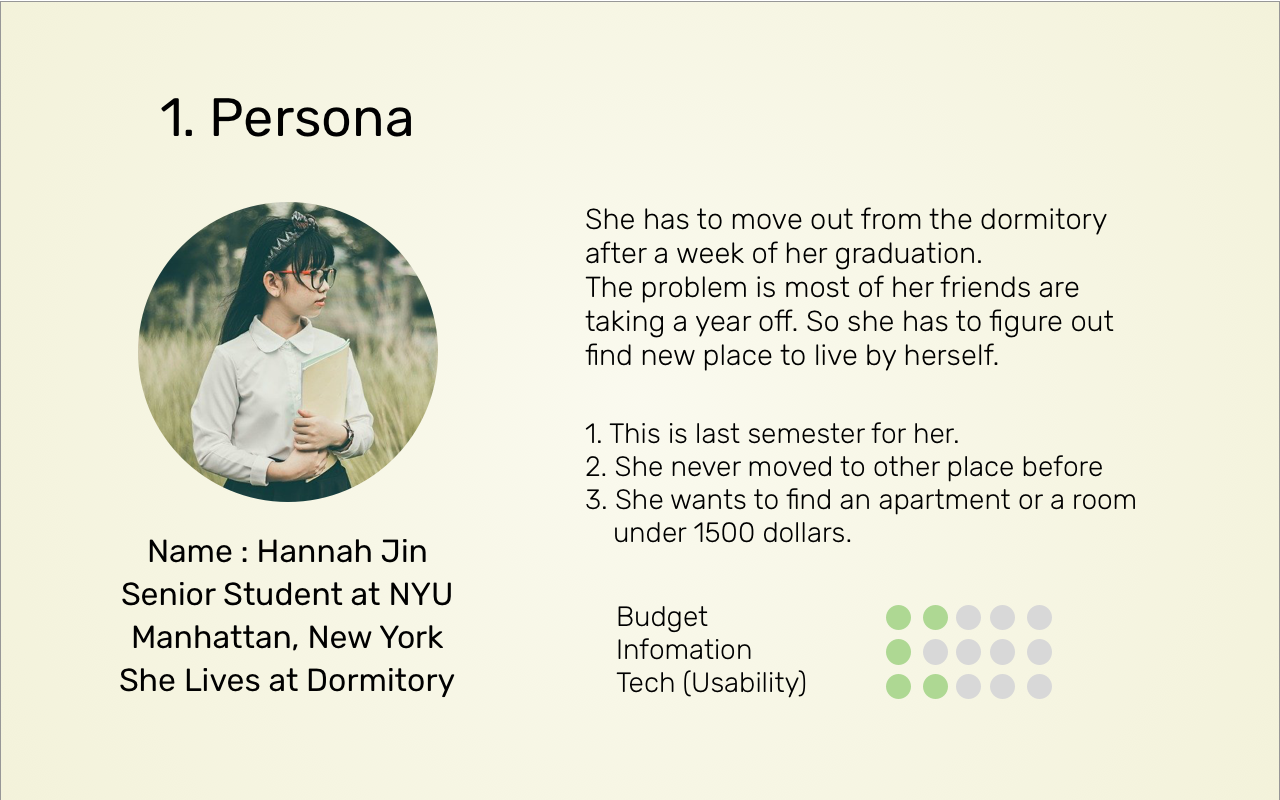 1. Persona
She has to move out from the dormitory
after a week of her graduation.
The problem is most of her friends are
taking a year off. So she has to figure out
find new place to live by herself.
1. This is last semester for her.
2. She never moved to other place before
3. She wants to find an apartment or a room
under 1500 dollars.
Name : Hannah Jin
Senior Student at NYU
Manhattan, New York
She Lives at Dormitory
Budget
Infomation
Tech (Usability)